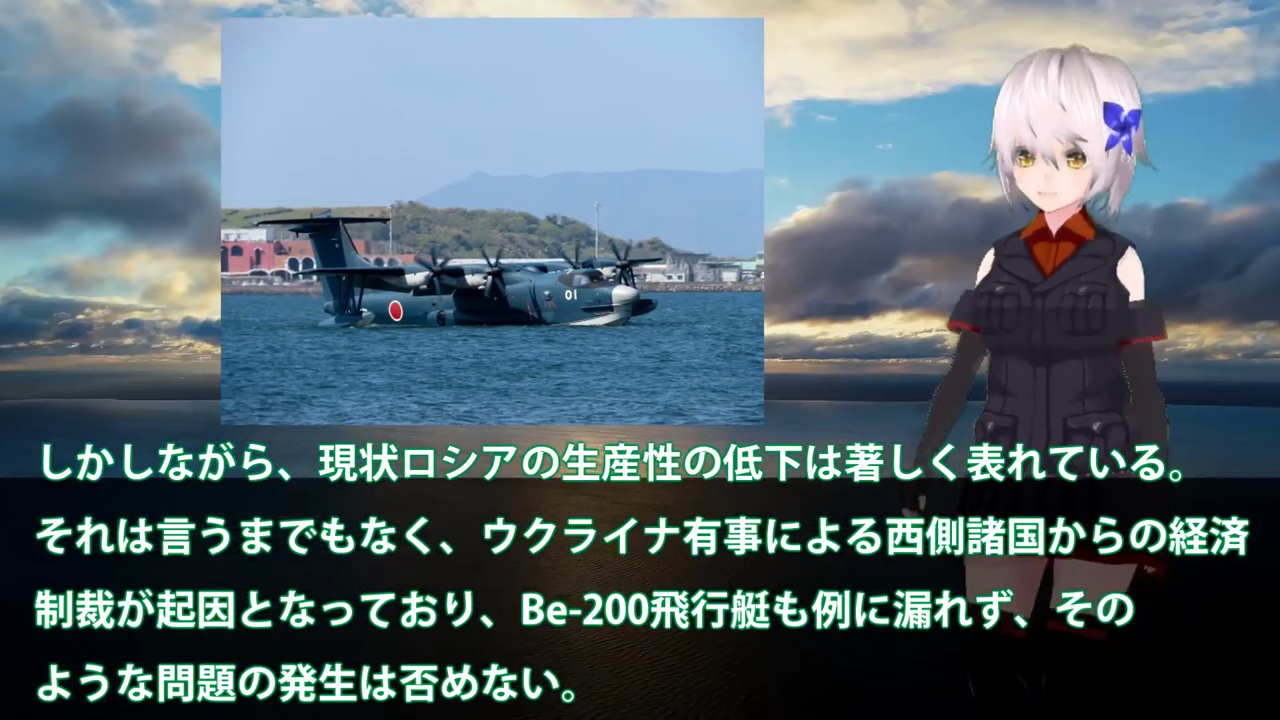 01
しかしながら、現状ロシアの生産性の低下は著しく表れている。
それは言うまでもなく、ウクライナ有事による西側諸国からの経済
制裁が起因となっており、Be-200飛行艇も例に漏れず、その
ような問題の発生は否めない。